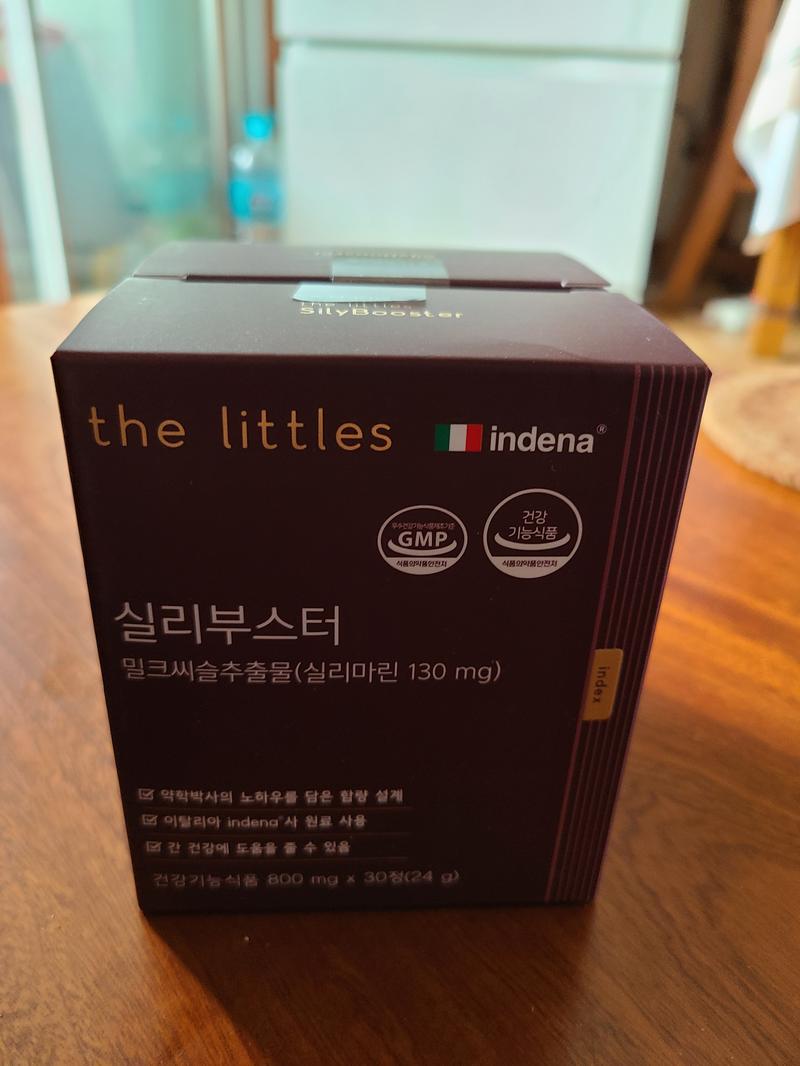 the littles
SilyBooster
the littles
indena®
우수건강기능식품제조기준
GMP
식품의약품안전처
건강
기능식품
식품의약품안전처
실리부스터
밀크씨슬추출물(실리마린 130 mg)
index
약학박사의 노하우를 담은 함량 설계
이탈리아 indena®사 원료 사용
간 건강에 도움을 줄 수 있음
건강기능식품 800 mg x 30정(24 g)